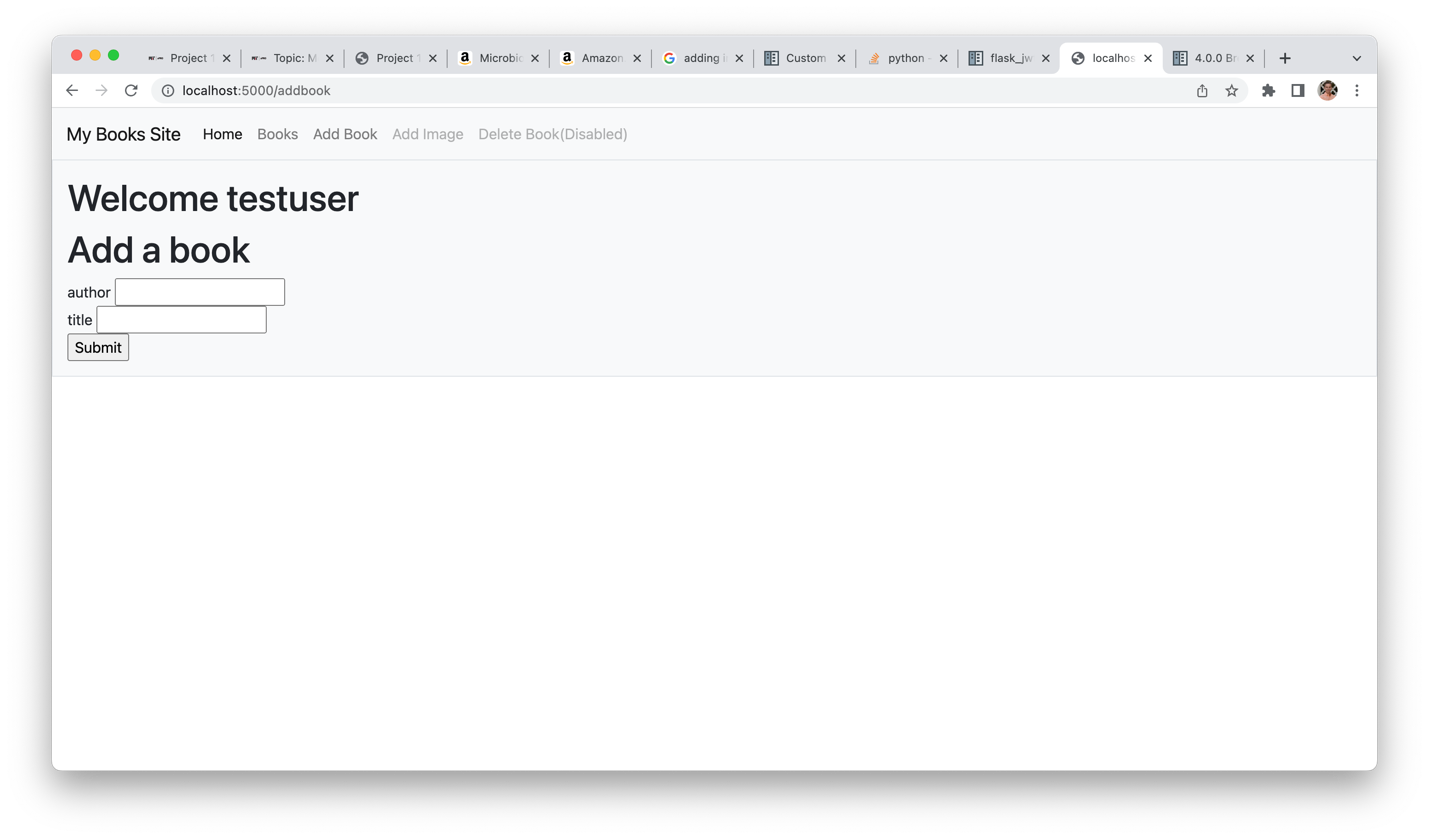 Project 1 Topic: M Project 1 Microbio Amazon adding i Custom python - flask_jw localhos 4.0.0 Br
localhost:5000/addbook
My Books Site Home Books Add Book Add Image Delete Book(Disabled)
Welcome testuser
Add a book
author
title
Submit